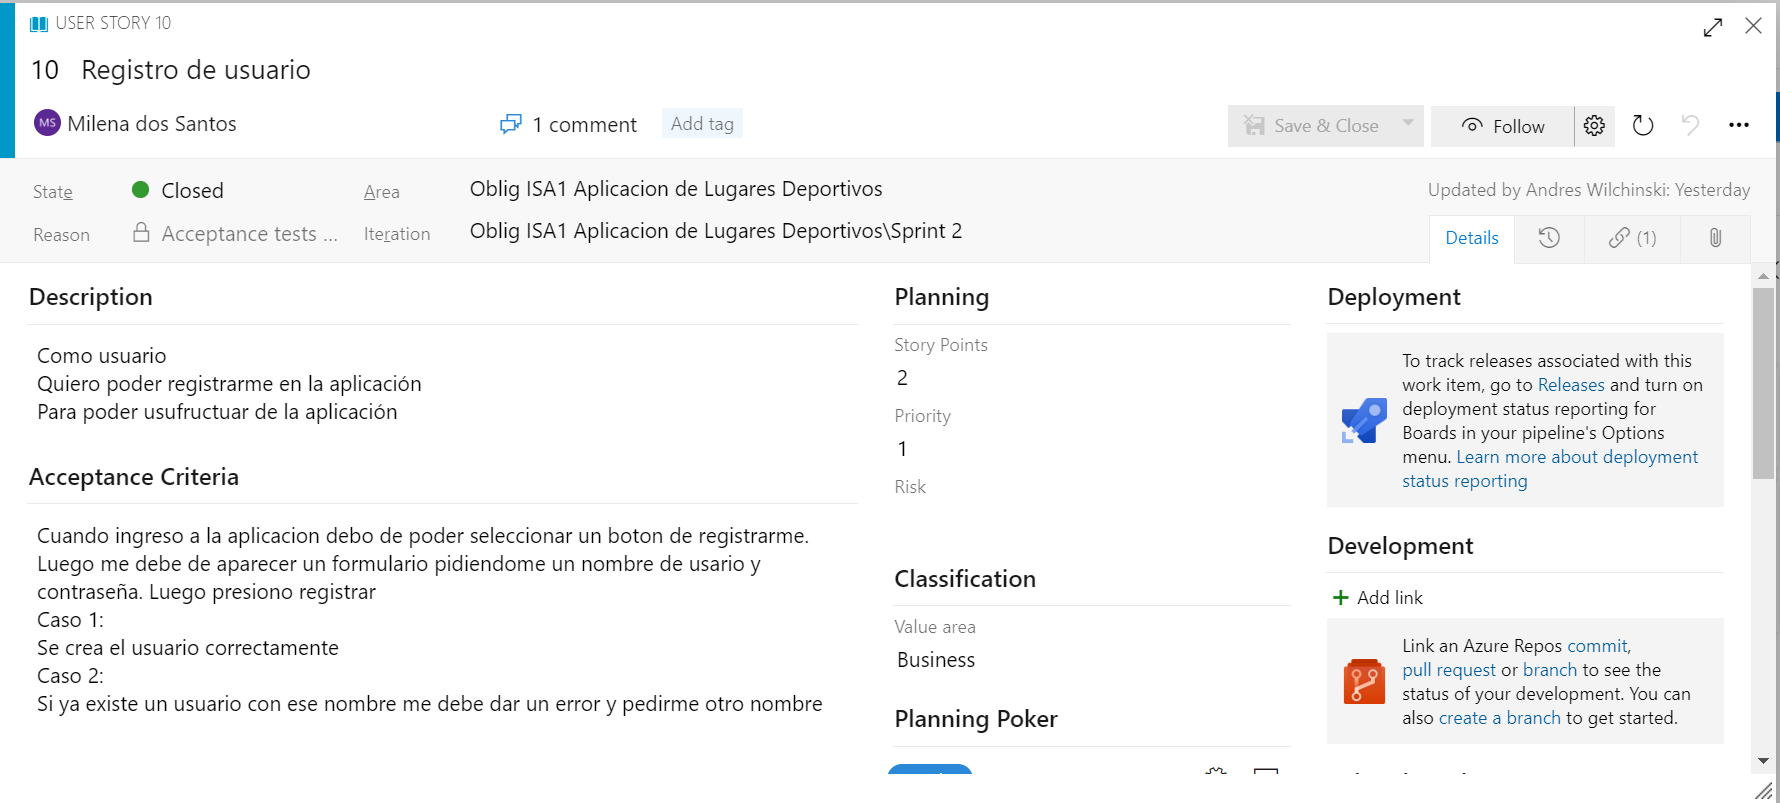 USER STORY 10
10 Registro de usuario
MS Milena dos Santos
1 comment
Add tag
Save & Close
Follow
State
Closed
Area
Oblig ISA1 Aplicacion de Lugares Deportivos
Updated by Andres Wilchinski: Yesterday
Reason
Acceptance tests ...
Iteration
Oblig ISA1 Aplicacion de Lugares Deportivos\Sprint 2
Details
(1)
Description
Como usuario
Quiero poder registrarme en la aplicación
Para poder usufructuar de la aplicación
Acceptance Criteria
Cuando ingreso a la aplicacion debo de poder seleccionar un boton de registrarme.
Luego me debe de aparecer un formulario pidiendome un nombre de usario y
contraseña. Luego presiono registrar
Caso 1:
Se crea el usuario correctamente
Caso 2:
Si ya existe un usuario con ese nombre me debe dar un error y pedirme otro nombre
Planning
Story Points
2
Priority
1
Risk
Classification
Value area
Business
Planning Poker
Deployment
To track releases associated with this
work item, go to Releases and turn on
deployment status reporting for
Boards in your pipeline's Options
menu. Learn more about deployment
status reporting
Development
Add link
Link an Azure Repos commit,
pull request or branch to see the
status of your development. You can
also create a branch to get started.